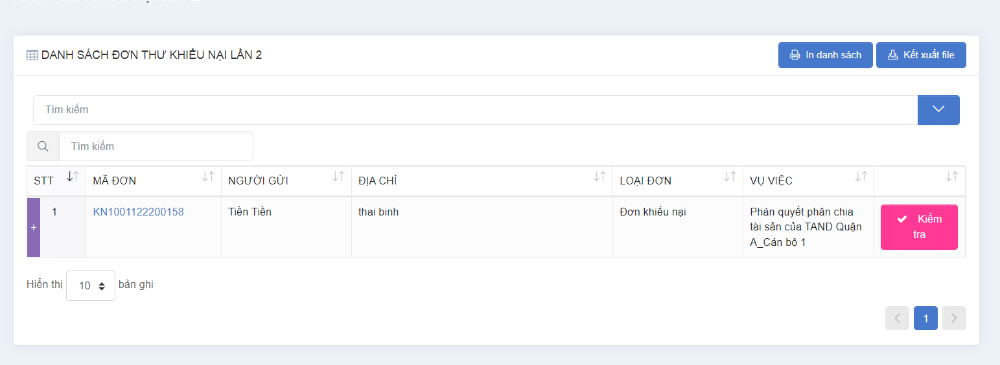 DANH SÁCH ĐƠN THƯ KHIẾU NẠI LẦN 2
In danh sách
Kết xuất file
Tìm kiếm
Tìm kiếm
STT
MÃ ĐƠN
NGƯỜI GỬI
ĐỊA CHỈ
LOẠI ĐƠN
VỤ VIỆC
+
1
KN1001122200158
Tiền Tiền
thai binh
Đơn khiếu nại
Phán quyết phân chia
tài sản của TAND Quận
A_Cán bộ 1
Kiểm
tra
Hiển thị 10 bản ghi
1